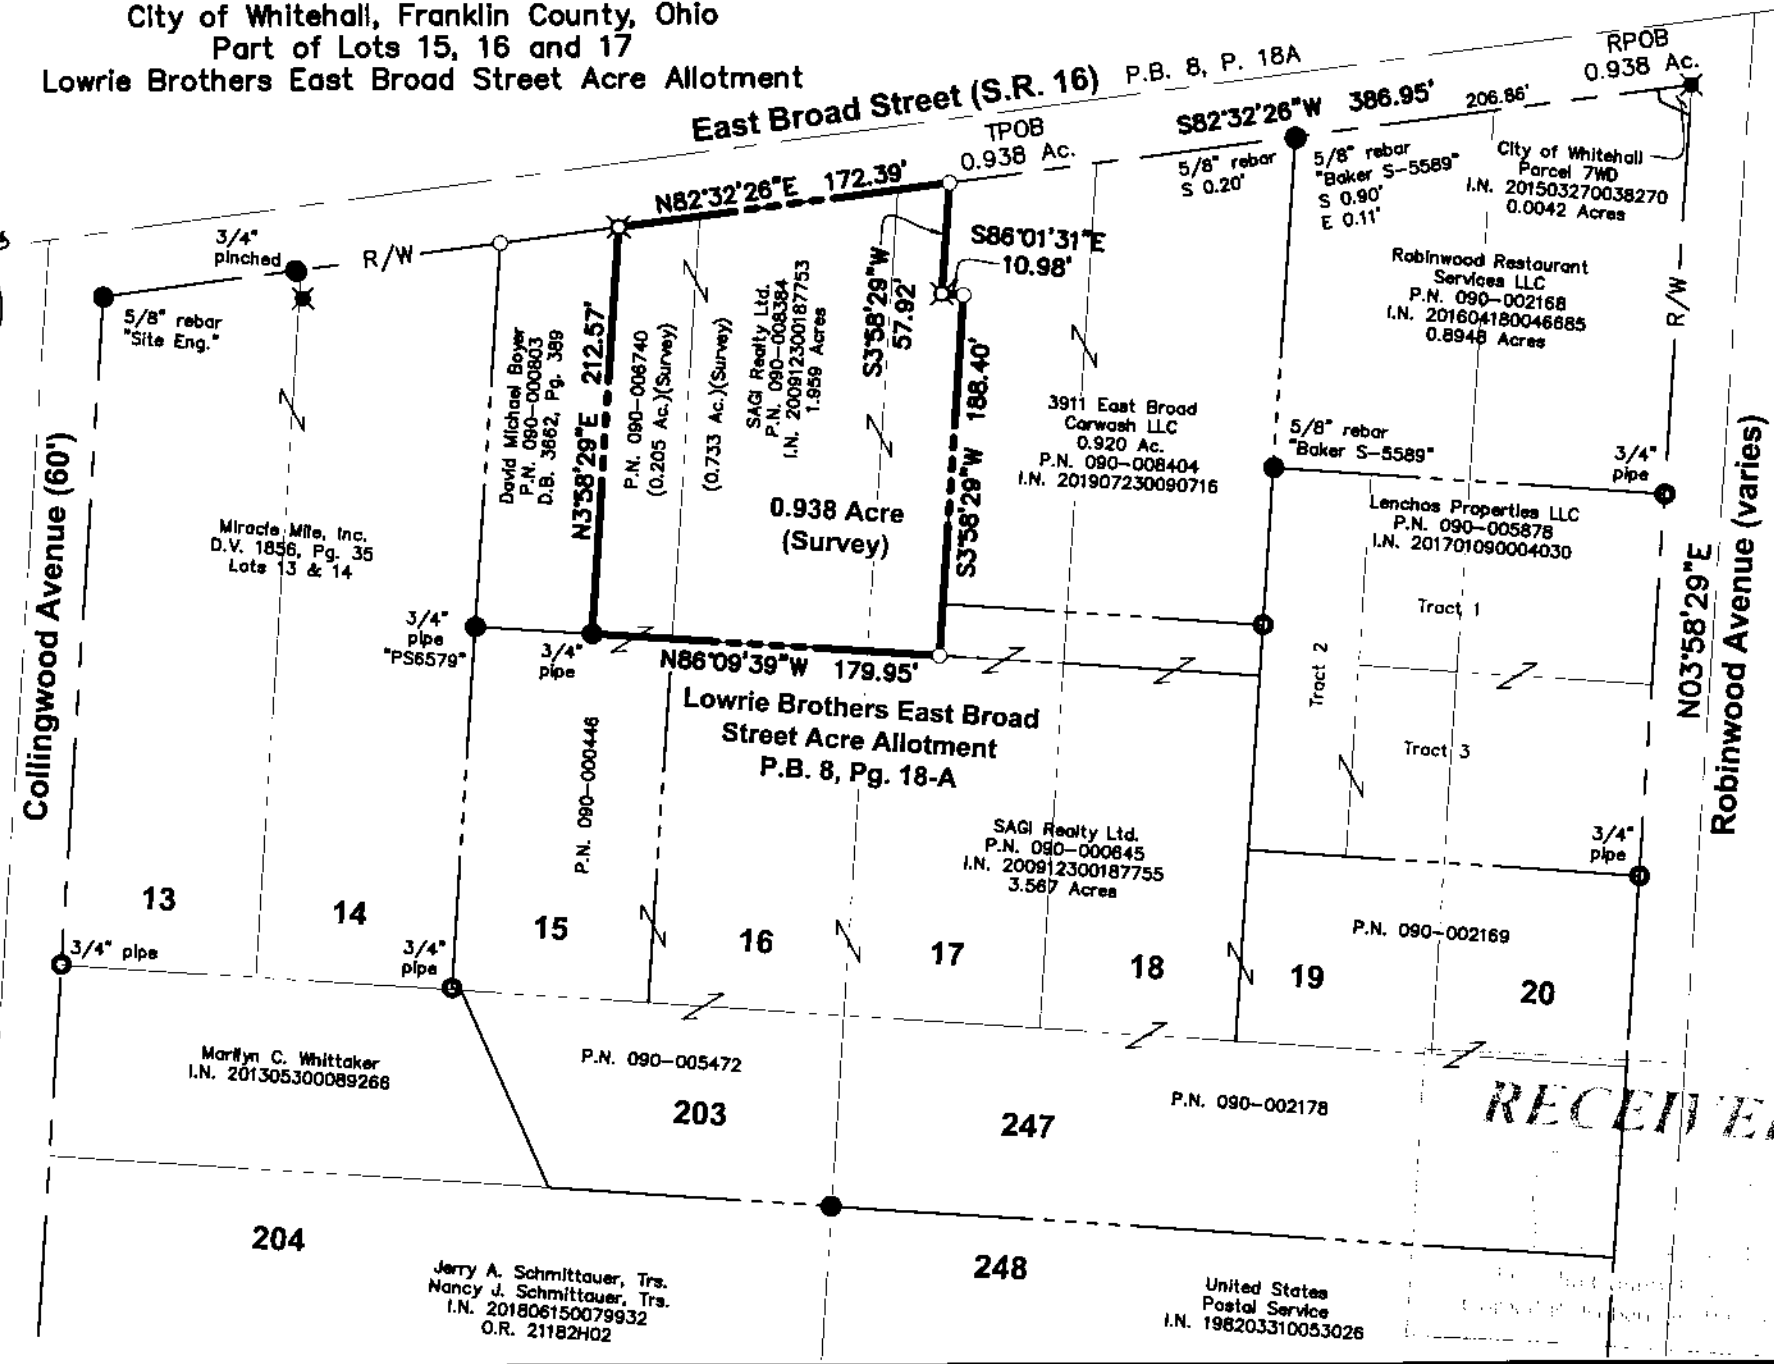 City of Whitehall, Franklin County, Ohio
Part of Lots 15, 16 and 17
Lowrie Brothers East Broad Street Acre Allotment
East Broad Street (S.R. 16)
P.B. 8, P. 18A
RPOB
0.938 Ac.
TPOB
0.938 Ac.
S82°32'26"W 386.95'
206.86'
5/8" rebar
S 0.20'
5/8" rebar
"Baker S-5589"
S 0.90'
E 0.11'
City of Whitehall
Parcel 7WD
I.N. 201503270038270
0.0042 Acres
N82°32'26"E 172.39'
3/4"
pinched
R/W
5/8" rebar
"Site Eng."
S86°01'31"E
10.98'
S3°58'29"W
57.92'
Robinwood Restaurant
Services LLC
P.N. 090-002168
I.N. 201604180046685
0.8948 Acres
R/W
David Michael Boyer
P.N. 090-000803
D.B. 3662, Pg. 389
N3°58'29"E 212.57'
P.N. 090-006740
(0.205 Ac.)(Survey)
(0.733 Ac.)(Survey)
SAGI Realty Ltd.
P.N. 090-008384
I.N. 200912300187753
1.959 Acres
S3°58'29"W 188.40'
3911 East Broad
Carwash LLC
0.920 Ac.
P.N. 090-008404
I.N. 201907230090716
5/8" rebar
"Baker S-5589"
3/4"
pipe
Lenchos Properties LLC
P.N. 090-005878
I.N. 201701090004030
Miracle Mile, Inc.
D.V. 1856, Pg. 35
Lots 13 & 14
0.938 Acre
(Survey)
Collingwood Avenue (60')
Robinwood Avenue (varies)
N03°58'29"E
Tract 1
Tract 2
Tract 3
3/4"
pipe
"PS6579"
3/4"
pipe
N86°09'39"W 179.95'
Lowrie Brothers East Broad
Street Acre Allotment
P.B. 8, Pg. 18-A
P.N. 090-000446
SAGI Realty Ltd.
P.N. 090-000645
I.N. 200912300187755
3.567 Acres
3/4"
pipe
P.N. 090-002169
13
14
15
16
17
18
19
20
3/4" pipe
3/4"
pipe
Marilyn C. Whittaker
I.N. 201305300089266
P.N. 090-005472
203
247
P.N. 090-002178
204
Jerry A. Schmittauer, Trs.
Nancy J. Schmittauer, Trs.
I.N. 201806150079932
O.R. 21182H02
248
United States
Postal Service
I.N. 198203310053026